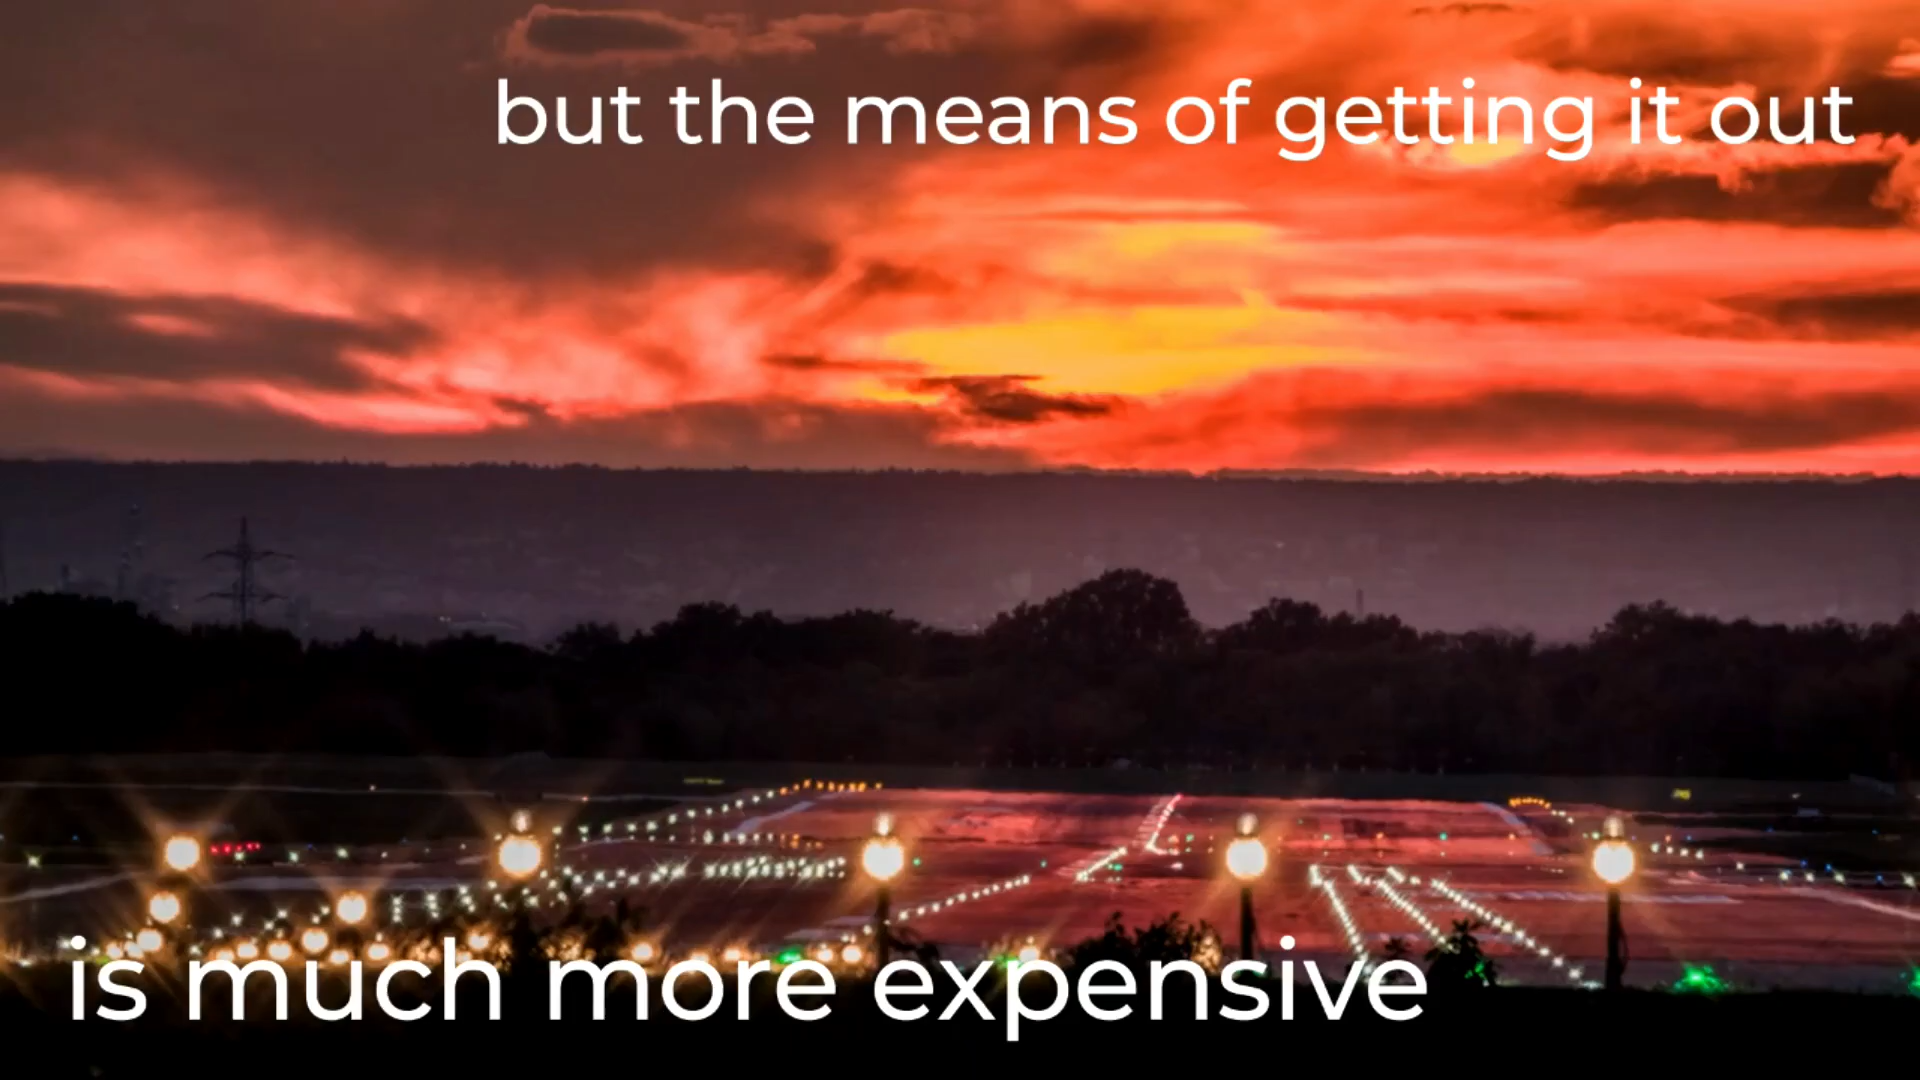 but the means of getting it out
is much more expensive